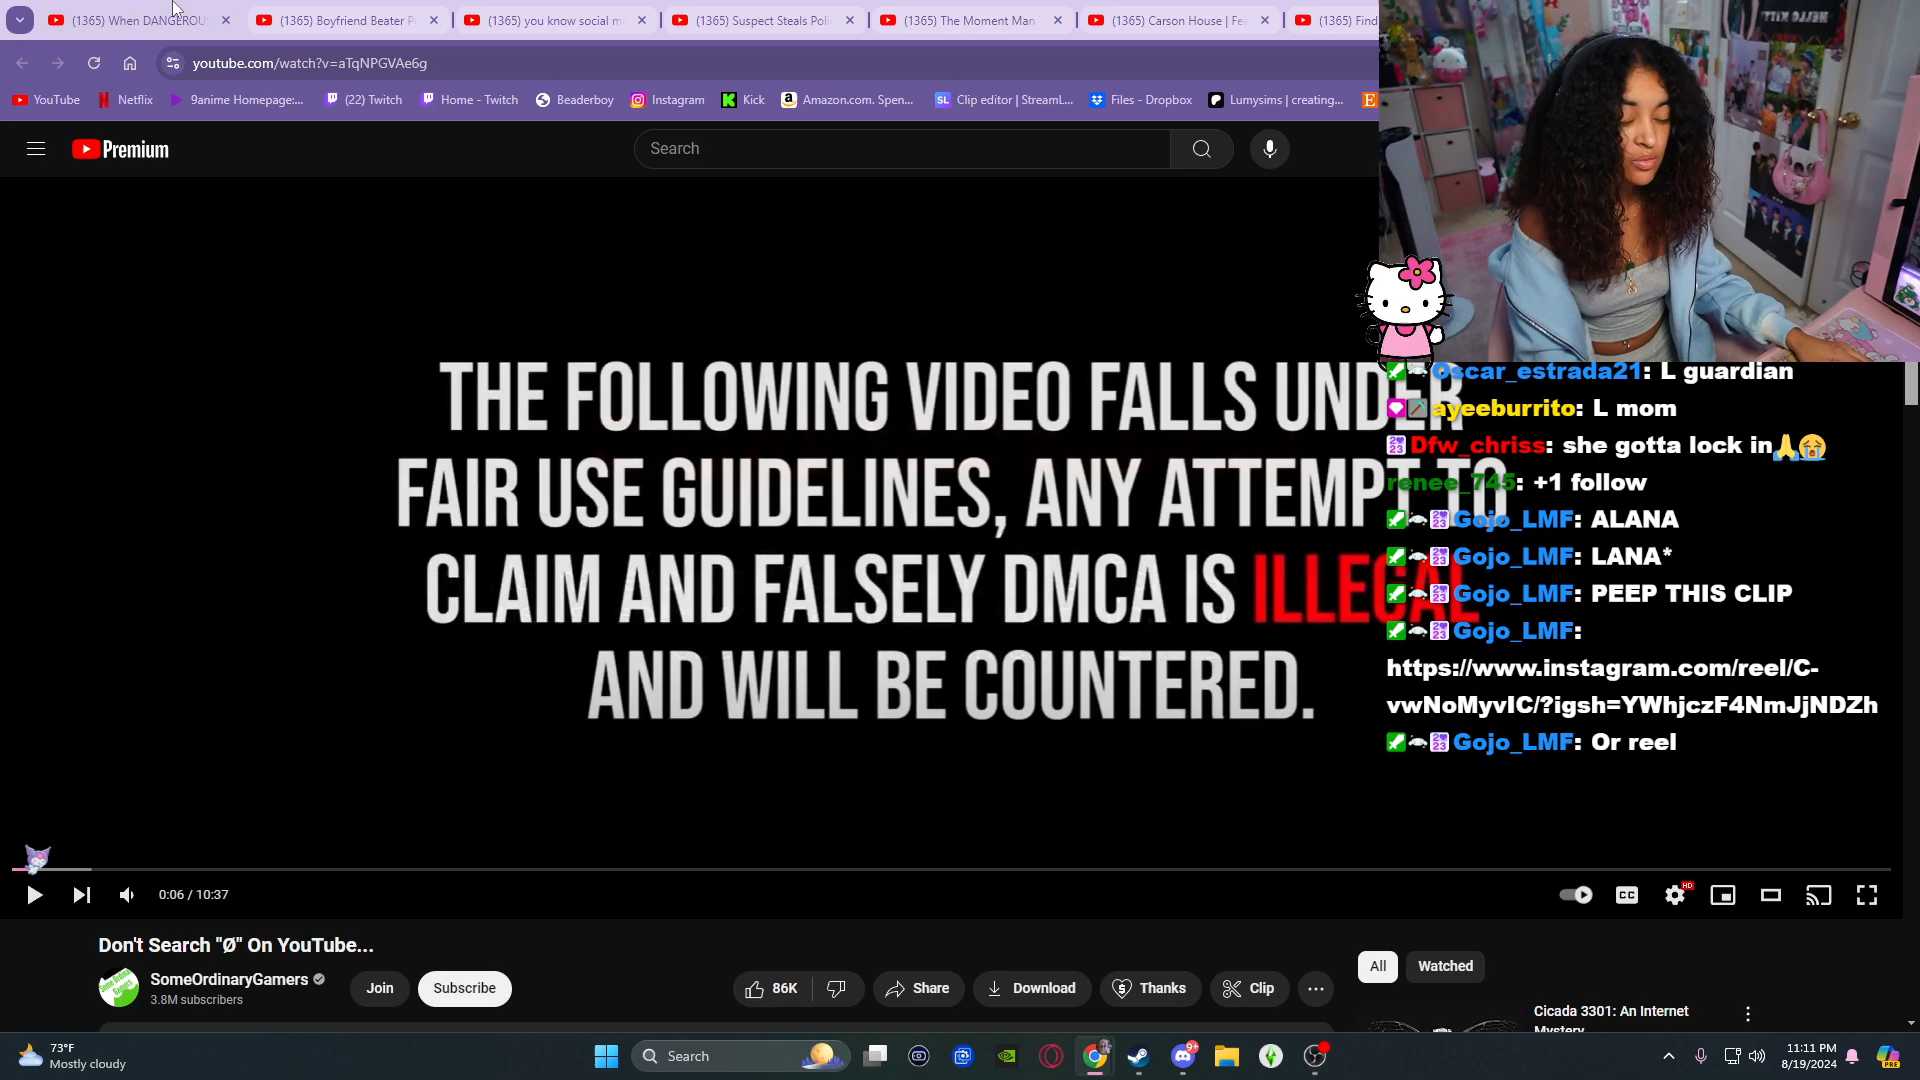 (1365) When DANGEROU
(1365) Boyfriend Beater P
(1365) you know social m
(1365) Suspect Steals Poli
(1365) The Moment Man
(1365) Carson House | Fea
(1365) Find
youtube.com/watch?v=aTqNPGVAe6g
YouTube
Netflix
9anime Homepage:...
(22) Twitch
Home - Twitch
Beaderboy
Instagram
Kick
Amazon.com. Spen...
Clip editor | StreamL...
Files - Dropbox
Lumysims | creating...
Premium
Search
HELLO KITTY
THE FOLLOWING VIDEO FALLS UNDER
FAIR USE GUIDELINES, ANY ATTEMPT TO
CLAIM AND FALSELY DMCA IS ILLEGAL
AND WILL BE COUNTERED.
Oscar_estrada21: L guardian
ayeeburrito: L mom
Dfw_chriss: she gotta lock in🙏😭
renee_745: +1 follow
Gojo_LMF: ALANA
Gojo_LMF: LANA*
Gojo_LMF: PEEP THIS CLIP
Gojo_LMF:
https://www.instagram.com/reel/C-
vwNoMyvIC/?igsh=YWhjczF4NmJjNDZh
Gojo_LMF: Or reel
0:06 / 10:37
CC
HD
Don't Search "Ø" On YouTube...
SomeOrdinaryGamers
3.8M subscribers
Join
Subscribe
86K
Share
Download
Thanks
Clip
All
Watched
Cicada 3301: An Internet
Mystery
73°F
Mostly cloudy
Search
9+
11:11 PM
8/19/2024
PRE